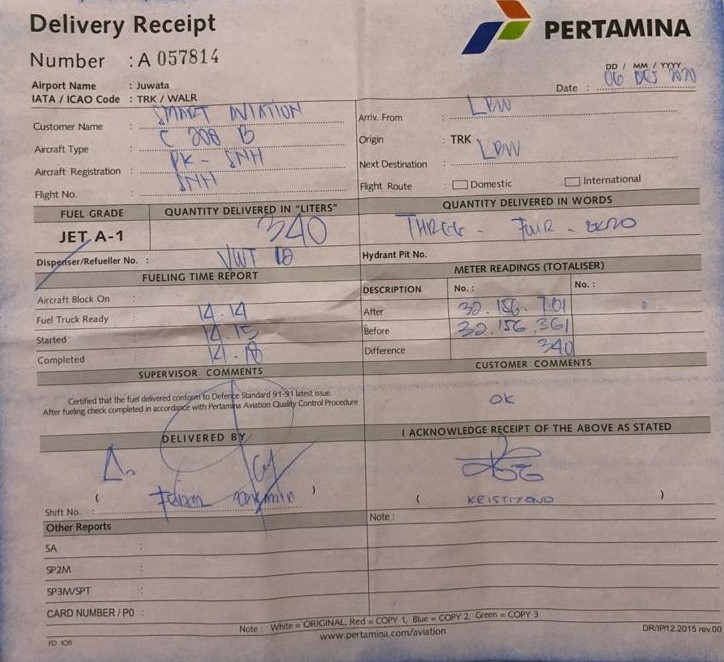 Delivery Receipt
PERTAMINA
Number : A 057814
DD / MM / YYYY
Date : 06 DES 2020
Airport Name : Juwata
IATA / ICAO Code : TRK / WALR
Customer Name : SMART AVIATION
Aircraft Type : C 208 B
Aircraft Registration : PK - SNH
Flight No. : SNH
Arriv. From : LBW
Origin : TRK
Next Destination : LBW
Flight Route : Domestic International
FUEL GRADE
QUANTITY DELIVERED IN "LITERS"
QUANTITY DELIVERED IN WORDS
JET A-1
340
THREE - FOUR - ZERO
Dispenser/Refueller No. :
Hydrant Pit No.
FUELING TIME REPORT
METER READINGS (TOTALISER)
DESCRIPTION No. : No. :
Aircraft Block On
Fuel Truck Ready 14.14
Started 14.15
Completed 14.18
After 32.156.701
Before 32.156.361
Difference 340
SUPERVISOR COMMENTS
CUSTOMER COMMENTS
Certified that the fuel delivered conform to Defence Standard 91-91 latest issue
After fueling check completed in accordance with Pertamina Aviation Quality Control Procedure
OK
DELIVERED BY
I ACKNOWLEDGE RECEIPT OF THE ABOVE AS STATED
( )
( )
Shift No. :
Note :
Other Reports
SA :
SP2M :
SP3M/SPT :
CARD NUMBER / PO :
Note : White = ORIGINAL, Red = COPY 1, Blue = COPY 2, Green = COPY 3
www.pertamina.com/aviation
FD 105
DR/IP/12.2015 rev.00